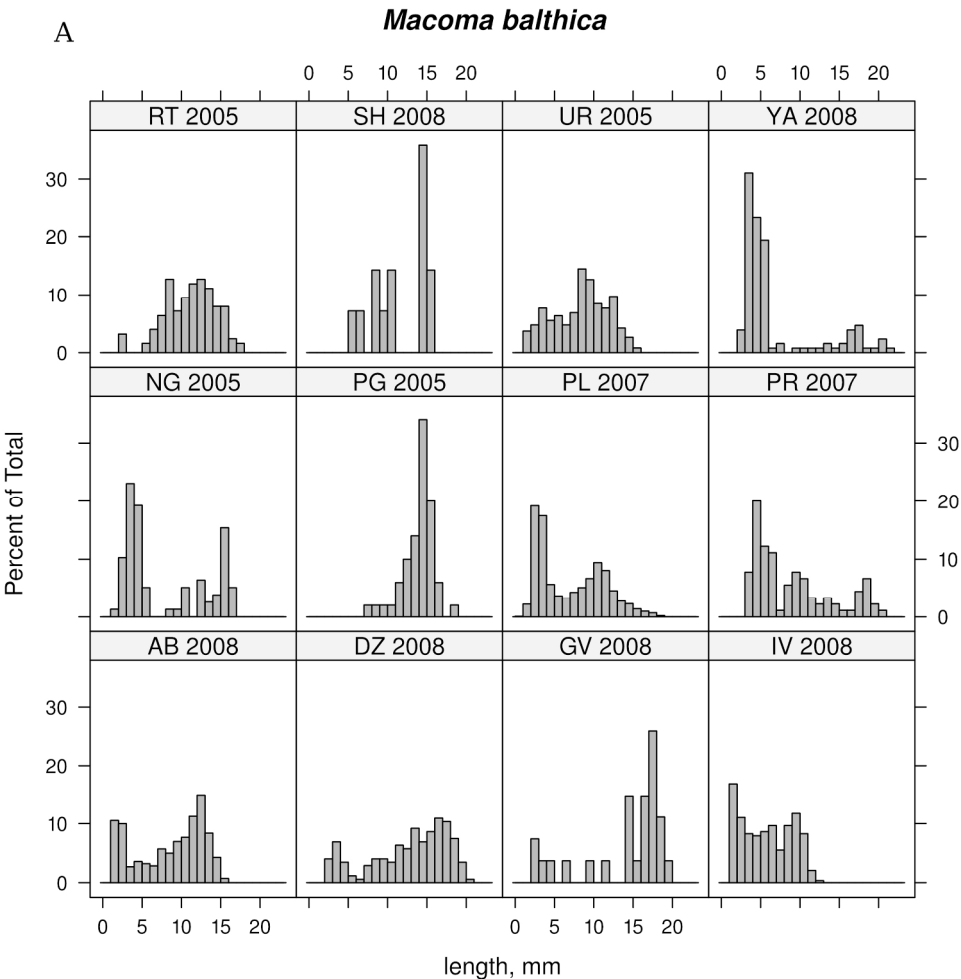 A
Macoma balthica
0 5 10 15 20
0 5 10 15 20
RT 2005
SH 2008
UR 2005
YA 2008
30
20
10
0
NG 2005
PG 2005
PL 2007
PR 2007
30
20
10
0
AB 2008
DZ 2008
GV 2008
IV 2008
30
20
10
0
0 5 10 15 20
0 5 10 15 20
Percent of Total
length, mm